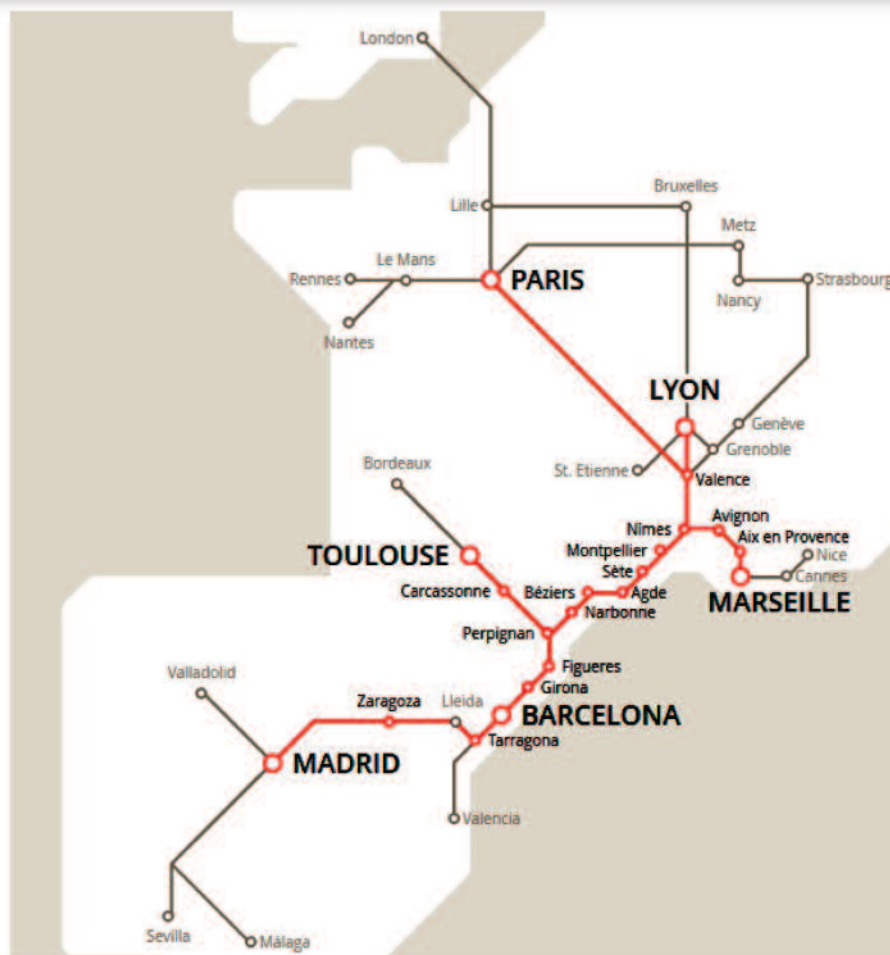 London
Lille
Bruxelles
Metz
Rennes
Le Mans
PARIS
Nancy
Strasbourg
Nantes
LYON
Genève
Grenoble
Bordeaux
St. Etienne
Valence
Nîmes
Avignon
TOULOUSE
Montpellier
Aix en Provence
Nice
Sète
Cannes
Carcassonne
Béziers
Agde
MARSEILLE
Narbonne
Perpignan
Figueres
Valladolid
Girona
Zaragoza
Lleida
BARCELONA
Tarragona
MADRID
Valencia
Sevilla
Málaga